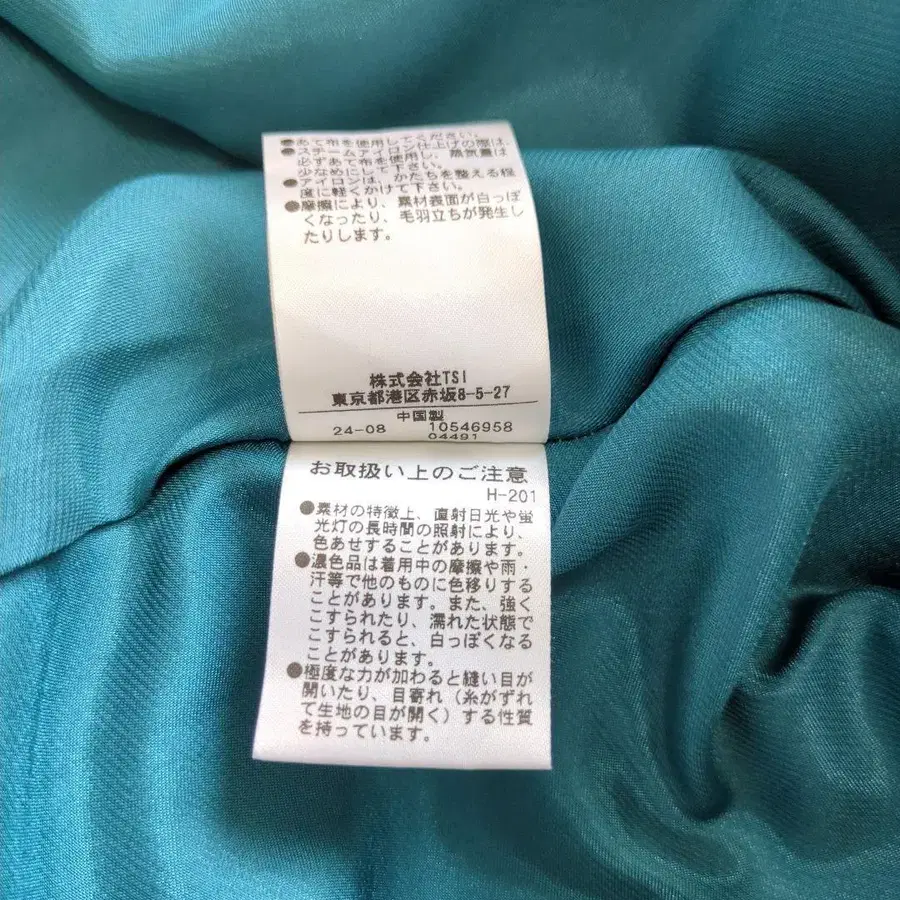 ●あて布を使用してください。
●スチームアイロン仕上げの際は、
必ずあて布を使用し、蒸気量は
少なめにして下さい。
●アイロンは、かたちを整える程
度に軽くかけて下さい。
●摩擦により、素材表面が白っぽ
くなったり、毛羽立ちが発生し
たりします。
株式会社TSI
東京都港区赤坂8-5-27
中国製
24-08 10546958
04491
お取扱い上のご注意
H-201
●素材の特徴上、直射日光や蛍
光灯の長時間の照射により、
色あせすることがあります。
●濃色品は着用中の摩擦や雨・
汗等で他のものに色移りする
ことがあります。また、強く
こすられたり、濡れた状態で
こすられると、白っぽくなる
ことがあります。
●極度な力が加わると縫い目が
開いたり、目寄れ（糸がずれ
て生地の目が開く）する性質
を持っています。